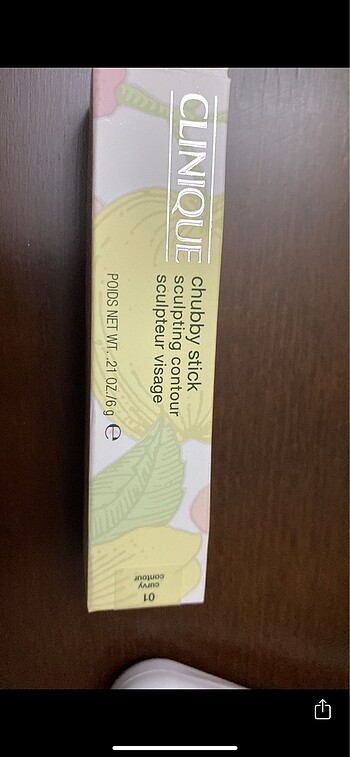 CLINIQUE
chubby stick
sculpting contour
sculpteur visage
POIDS NET WT. .21 OZ./6 g ℮
01
curvy
contour